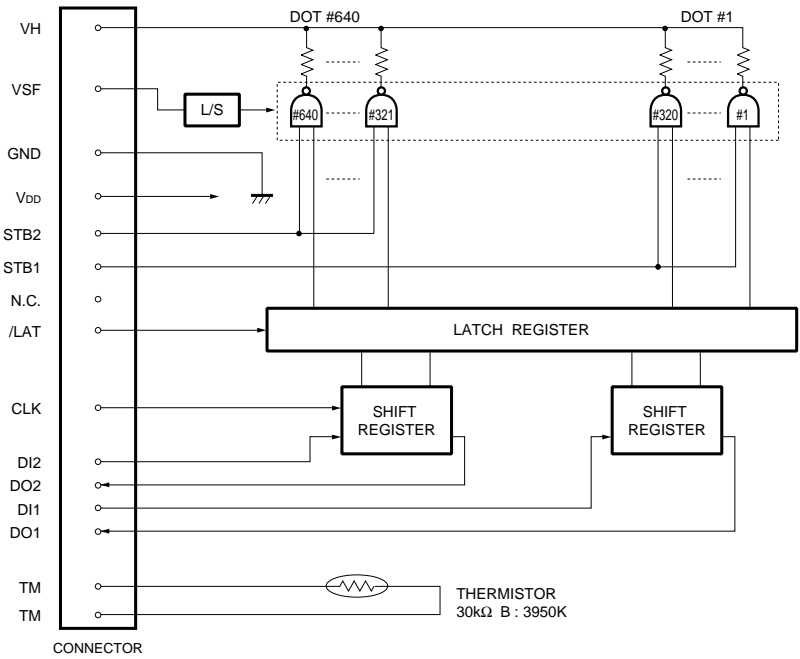 DOT #640 DOT #1
VH
VSF
L/S
#640 #321 #320 #1
GND
VDD
STB2
STB1
N.C.
/LAT
LATCH REGISTER
CLK
SHIFT REGISTER
SHIFT REGISTER
DI2
DO2
DI1
DO1
TM
THERMISTOR
30kΩ B : 3950K
TM
CONNECTOR